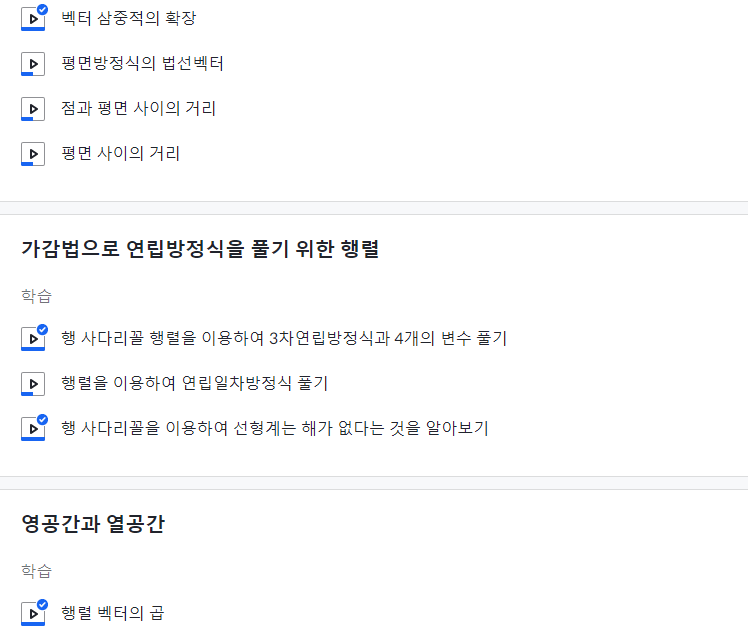 벡터 삼중적의 확장
평면방정식의 법선벡터
점과 평면 사이의 거리
평면 사이의 거리
가감법으로 연립방정식을 풀기 위한 행렬
학습
행 사다리꼴 행렬을 이용하여 3차연립방정식과 4개의 변수 풀기
행렬을 이용하여 연립일차방정식 풀기
행 사다리꼴을 이용하여 선형계는 해가 없다는 것을 알아보기
영공간과 열공간
학습
행렬 벡터의 곱